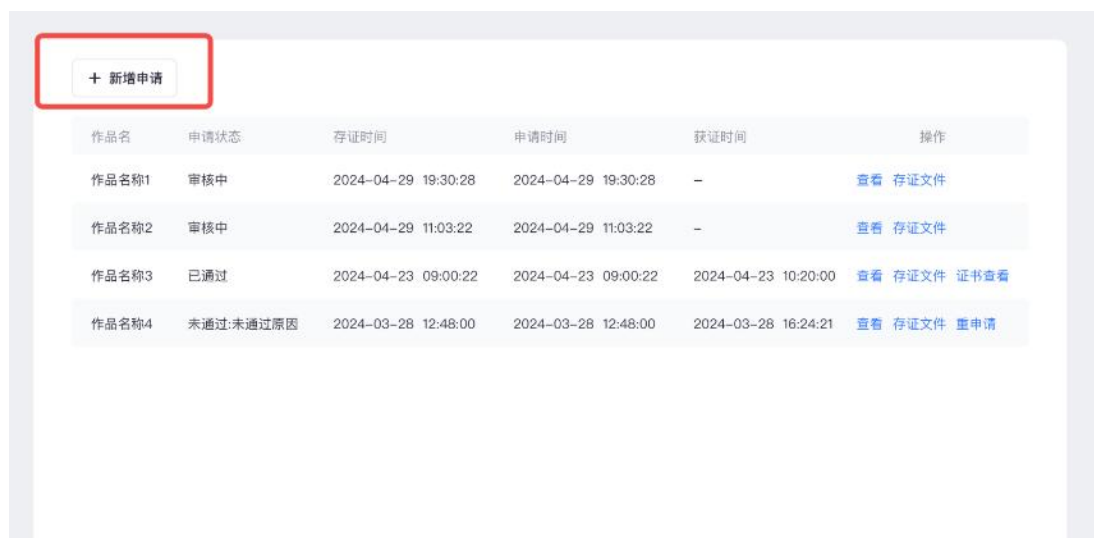 + 新增申请
作品名 申请状态 存证时间 申请时间 获证时间 操作
作品名称1 审核中 2024-04-29 19:30:28 2024-04-29 19:30:28 - 查看 存证文件
作品名称2 审核中 2024-04-29 11:03:22 2024-04-29 11:03:22 - 查看 存证文件
作品名称3 已通过 2024-04-23 09:00:22 2024-04-23 09:00:22 2024-04-23 10:20:00 查看 存证文件 证书查看
作品名称4 未通过:未通过原因 2024-03-28 12:48:00 2024-03-28 12:48:00 2024-03-28 16:24:21 查看 存证文件 重申请